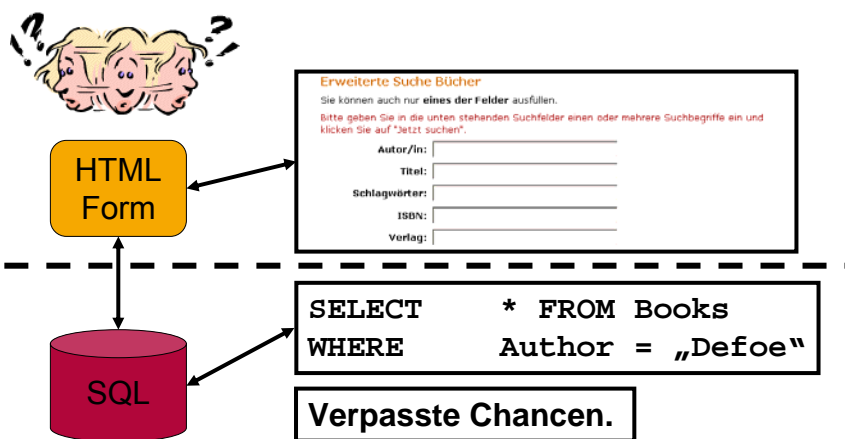 !? ?
Erweiterte Suche Bücher
Sie können auch nur eines der Felder ausfüllen.
Bitte geben Sie in die unten stehenden Suchfelder einen oder mehrere Suchbegriffe ein und
klicken Sie auf "Jetzt suchen".
Autor/in:
Titel:
Schlagwörter:
ISBN:
Verlag:
HTML
Form
SELECT * FROM Books
WHERE Author = „Defoe“
SQL
Verpasste Chancen.